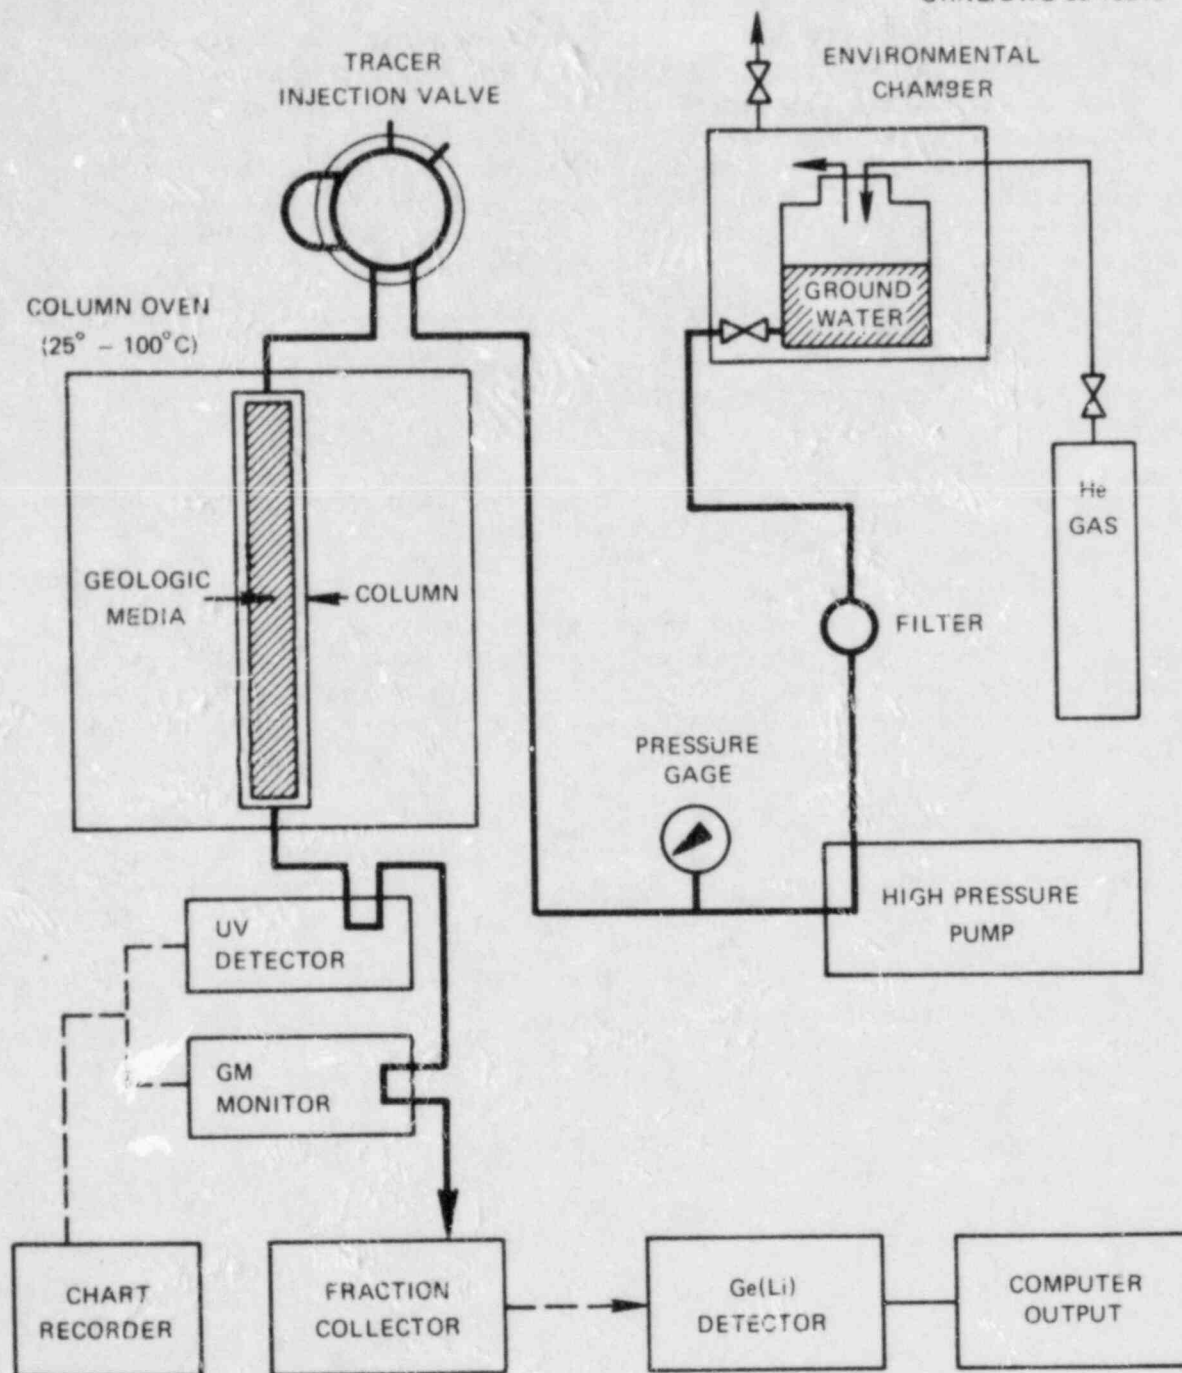 TRACER
INJECTION VALVE
ENVIRONMENTAL
CHAMBER
GROUND
WATER
COLUMN OVEN
(25° – 100°C)
He
GAS
GEOLOGIC
MEDIA
COLUMN
FILTER
PRESSURE
GAGE
HIGH PRESSURE
PUMP
UV
DETECTOR
GM
MONITOR
CHART
RECORDER
FRACTION
COLLECTOR
Ge(Li)
DETECTOR
COMPUTER
OUTPUT